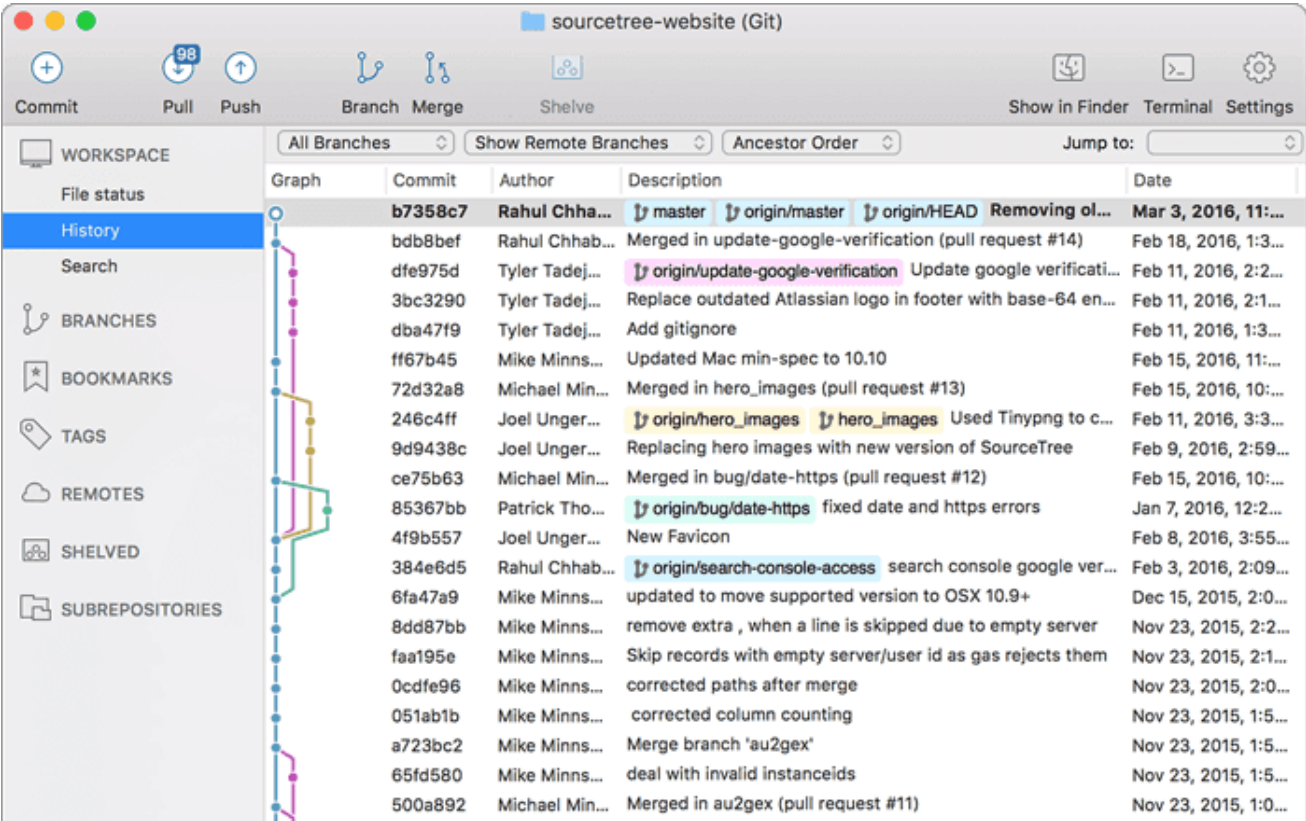 sourcetree-website (Git)
98
Commit Pull Push Branch Merge Shelve Show in Finder Terminal Settings
WORKSPACE
File status
History
Search
BRANCHES
BOOKMARKS
TAGS
REMOTES
SHELVED
SUBREPOSITORIES
All Branches Show Remote Branches Ancestor Order Jump to:
Graph Commit Author Description Date
b7358c7 Rahul Chha... master origin/master origin/HEAD Removing ol... Mar 3, 2016, 11:...
bdb8bef Rahul Chhab... Merged in update-google-verification (pull request #14) Feb 18, 2016, 1:3...
dfe975d Tyler Tadej... origin/update-google-verification Update google verificati... Feb 11, 2016, 2:2...
3bc3290 Tyler Tadej... Replace outdated Atlassian logo in footer with base-64 en... Feb 11, 2016, 2:1...
dba47f9 Tyler Tadej... Add gitignore Feb 11, 2016, 1:3...
ff67b45 Mike Minns... Updated Mac min-spec to 10.10 Feb 15, 2016, 11:...
72d32a8 Michael Min... Merged in hero_images (pull request #13) Feb 15, 2016, 10:...
246c4ff Joel Unger... origin/hero_images hero_images Used Tinypng to c... Feb 11, 2016, 3:3...
9d9438c Joel Unger... Replacing hero images with new version of SourceTree Feb 9, 2016, 2:59...
ce75b63 Michael Min... Merged in bug/date-https (pull request #12) Feb 15, 2016, 10:...
85367bb Patrick Tho... origin/bug/date-https fixed date and https errors Jan 7, 2016, 12:2...
4f9b557 Joel Unger... New Favicon Feb 8, 2016, 3:55...
384e6d5 Rahul Chhab... origin/search-console-access search console google ver... Feb 3, 2016, 2:09...
6fa47a9 Mike Minns... updated to move supported version to OSX 10.9+ Dec 15, 2015, 2:0...
8dd87bb Mike Minns... remove extra , when a line is skipped due to empty server Nov 23, 2015, 2:2...
faa195e Mike Minns... Skip records with empty server/user id as gas rejects them Nov 23, 2015, 2:1...
0cdfe96 Mike Minns... corrected paths after merge Nov 23, 2015, 2:0...
051ab1b Mike Minns... corrected column counting Nov 23, 2015, 1:5...
a723bc2 Mike Minns... Merge branch 'au2gex' Nov 23, 2015, 1:5...
65fd580 Mike Minns... deal with invalid instanceids Nov 23, 2015, 1:5...
500a892 Michael Min... Merged in au2gex (pull request #11) Nov 23, 2015, 1:0...